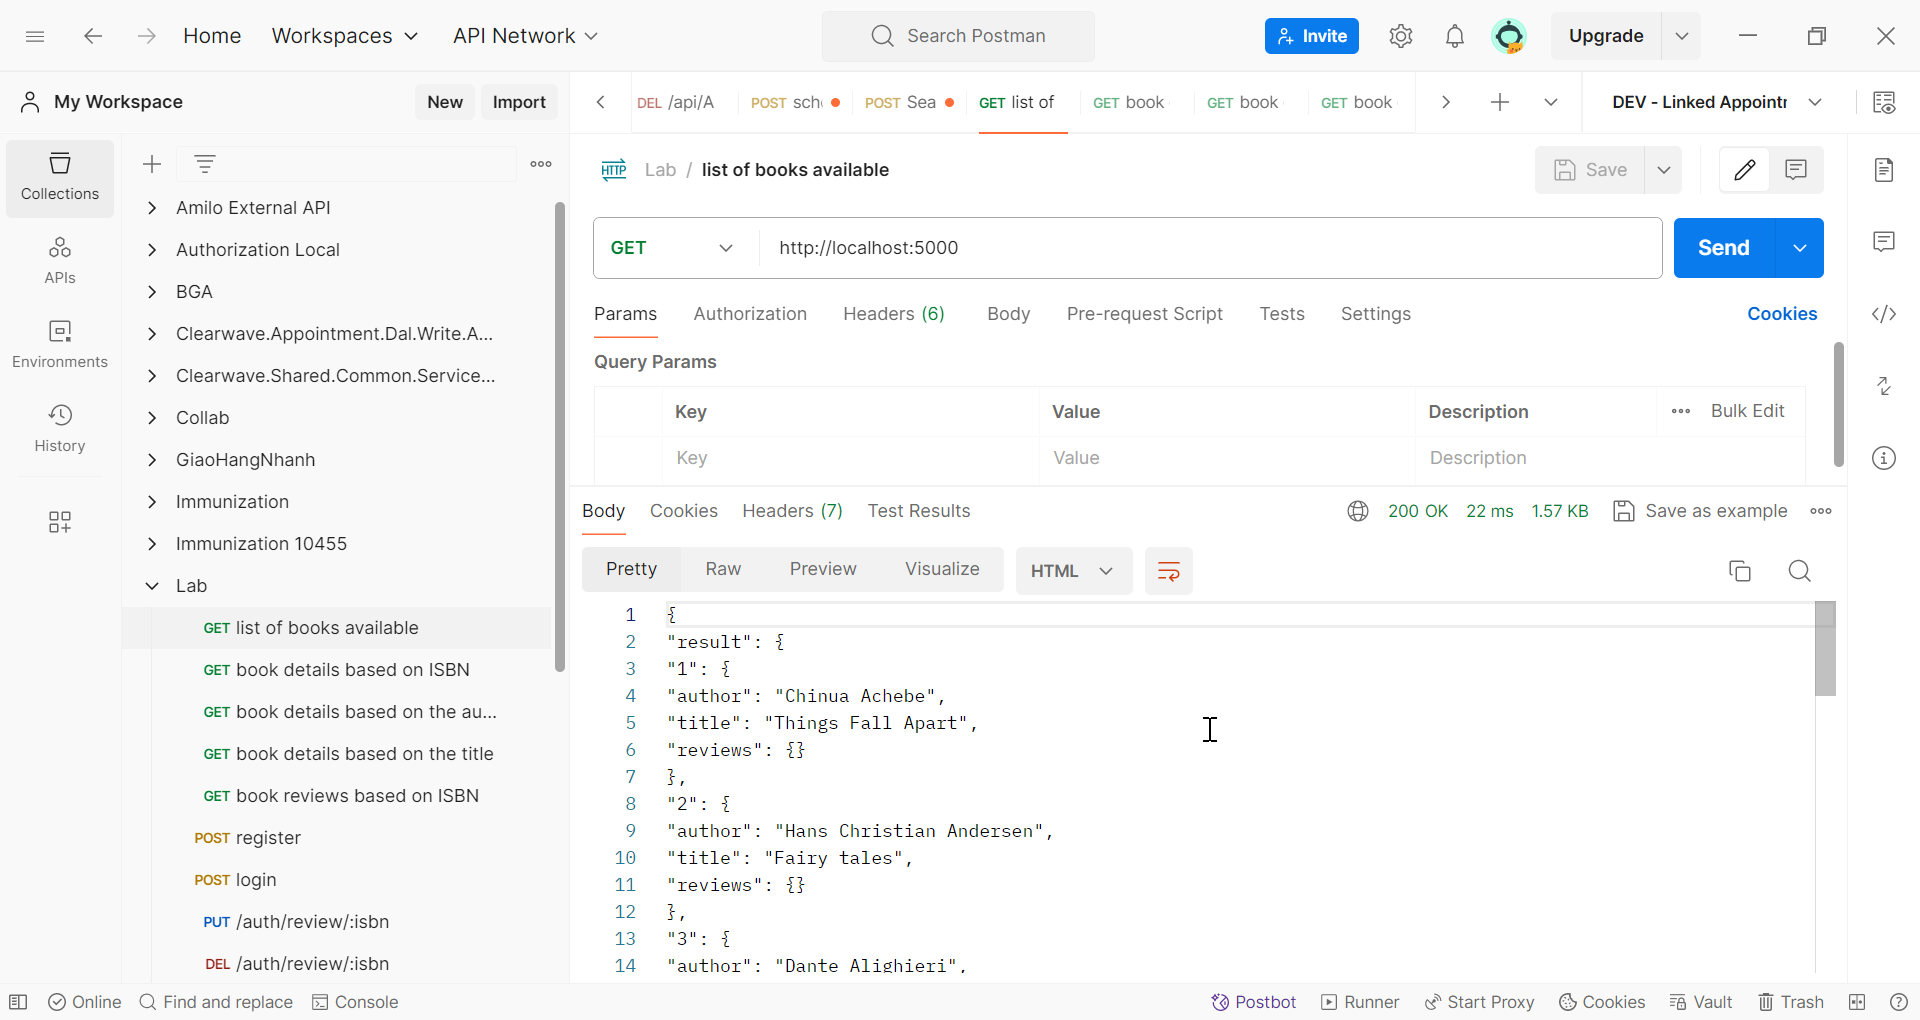 Home Workspaces API Network Search Postman Invite Upgrade
My Workspace New Import DEL /api/A POST sch POST Sea GET list of GET book GET book GET book DEV - Linked Appointr
Collections
APIs
Environments
History
Amilo External API
Authorization Local
BGA
Clearwave.Appointment.Dal.Write.A...
Clearwave.Shared.Common.Service...
Collab
GiaoHangNhanh
Immunization
Immunization 10455
Lab
GET list of books available
GET book details based on ISBN
GET book details based on the au...
GET book details based on the title
GET book reviews based on ISBN
POST register
POST login
PUT /auth/review/:isbn
DEL /auth/review/:isbn
HTTP Lab / list of books available Save
GET http://localhost:5000 Send
Params Authorization Headers (6) Body Pre-request Script Tests Settings Cookies
Query Params
Key Value Description Bulk Edit
Key Value Description
Body Cookies Headers (7) Test Results 200 OK 22 ms 1.57 KB Save as example
Pretty Raw Preview Visualize HTML
1 {
2 "result": {
3 "1": {
4 "author": "Chinua Achebe",
5 "title": "Things Fall Apart",
6 "reviews": {}
7 },
8 "2": {
9 "author": "Hans Christian Andersen",
10 "title": "Fairy tales",
11 "reviews": {}
12 },
13 "3": {
14 "author": "Dante Alighieri",
Online Find and replace Console Postbot Runner Start Proxy Cookies Vault Trash